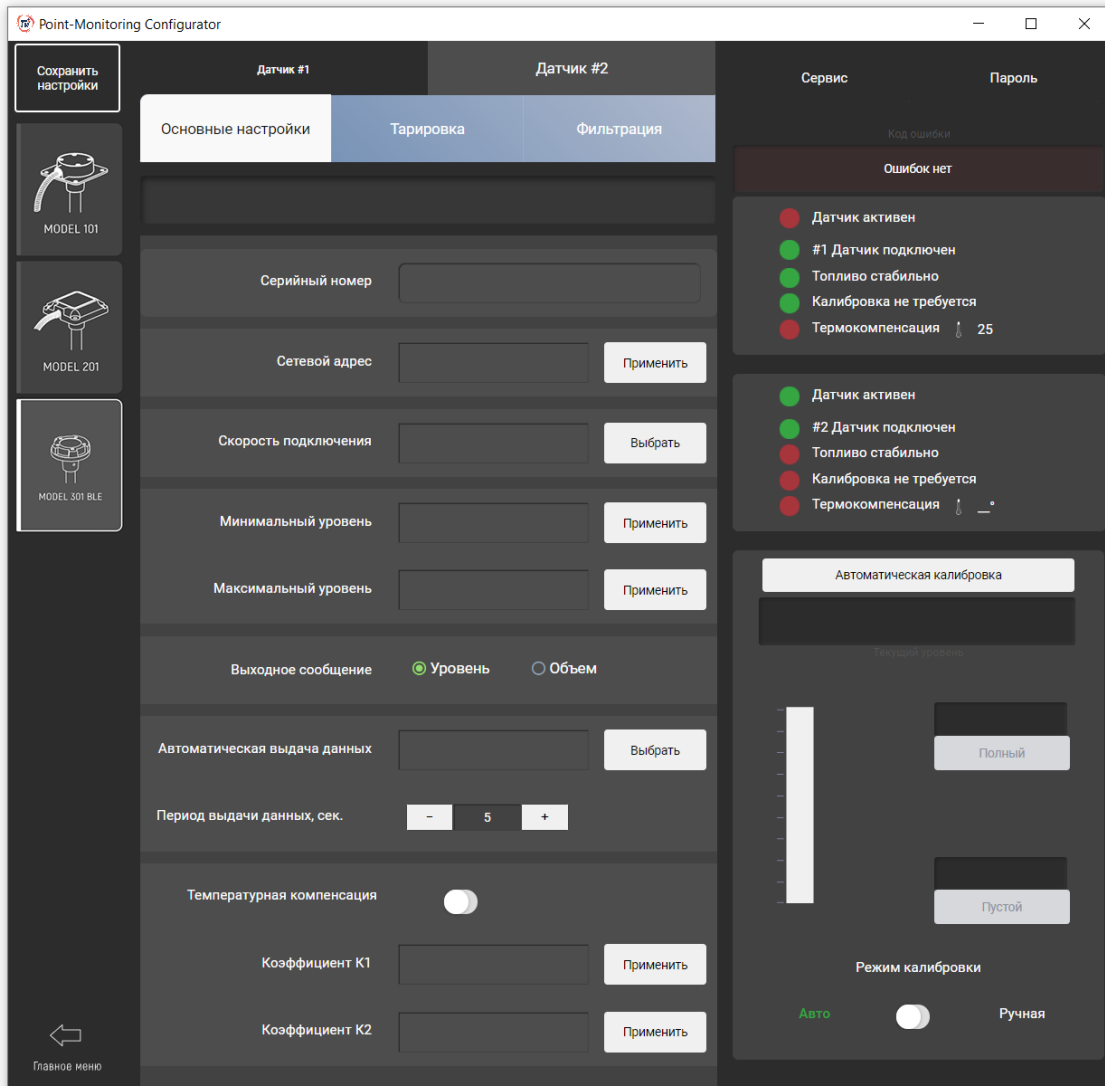 Point-Monitoring Configurator
Сохранить
настройки
MODEL 101
MODEL 201
MODEL 301 BLE
Главное меню
Датчик #1
Датчик #2
Основные настройки
Тарировка
Фильтрация
Серийный номер
Сетевой адрес
Применить
Скорость подключения
Выбрать
Минимальный уровень
Применить
Максимальный уровень
Применить
Выходное сообщение
Уровень
Объем
Автоматическая выдача данных
Выбрать
Период выдачи данных, сек.
−
5
+
Температурная компенсация
Коэффициент К1
Применить
Коэффициент К2
Применить
Сервис
Пароль
Код ошибки
Ошибок нет
Датчик активен
#1 Датчик подключен
Топливо стабильно
Калибровка не требуется
Термокомпенсация 25
Датчик активен
#2 Датчик подключен
Топливо стабильно
Калибровка не требуется
Термокомпенсация __°
Автоматическая калибровка
Текущий уровень
Полный
Пустой
Режим калибровки
Авто
Ручная